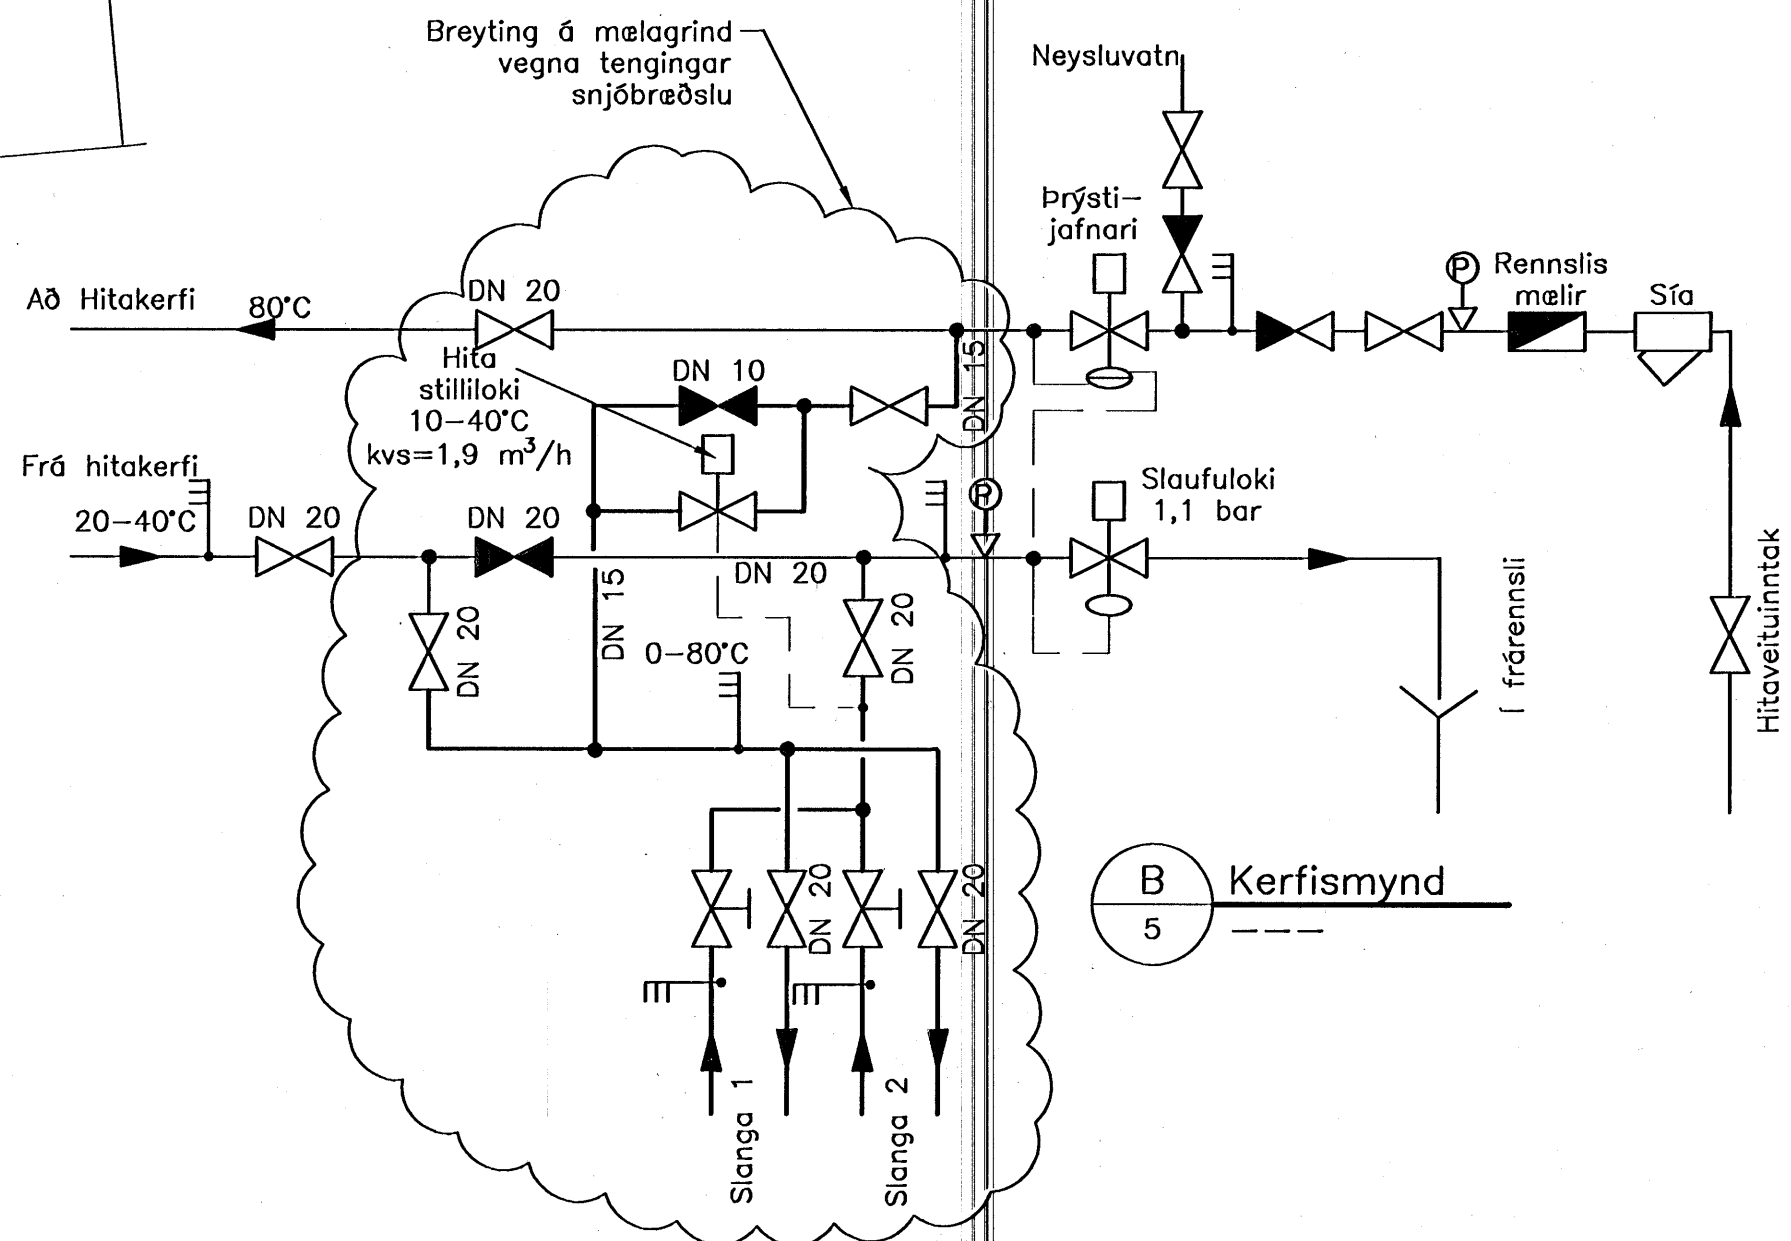 Breyting á mælagrind
vegna tengingar
snjóbræðslu
Neysluvatn
Þrýsti-
jafnari
P
Rennslis
mælir
Sía
Að Hitakerfi
80°C
DN 20
Hita
stilliloki
10-40°C
kvs=1,9 m³/h
DN 10
DN 15
Frá hitakerfi
20-40°C
DN 20
DN 20
DN 20
P
Slaufuloki
1,1 bar
DN 20
DN 15
0-80°C
DN 20
Í frárennsli
Hitaveituinntak
DN 20
DN 20
Slanga 1
Slanga 2
B
5
Kerfismynd